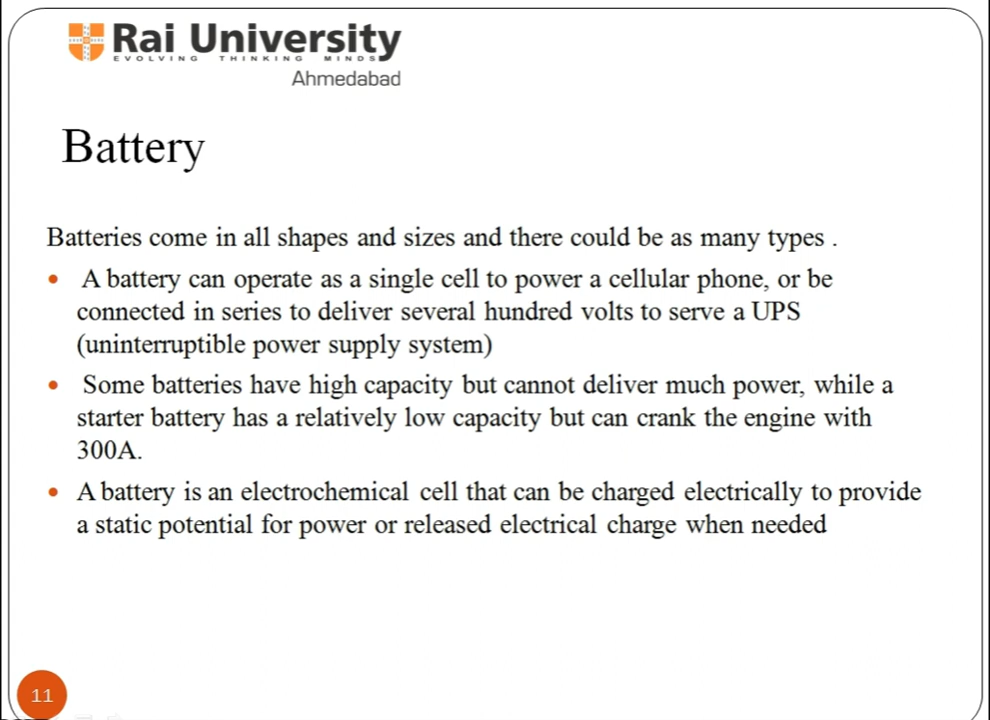 Rai University
EVOLVING THINKING MINDS
Ahmedabad
Battery
Batteries come in all shapes and sizes and there could be as many types .
• A battery can operate as a single cell to power a cellular phone, or be
connected in series to deliver several hundred volts to serve a UPS
(uninterruptible power supply system)
• Some batteries have high capacity but cannot deliver much power, while a
starter battery has a relatively low capacity but can crank the engine with
300A.
• A battery is an electrochemical cell that can be charged electrically to provide
a static potential for power or released electrical charge when needed
11